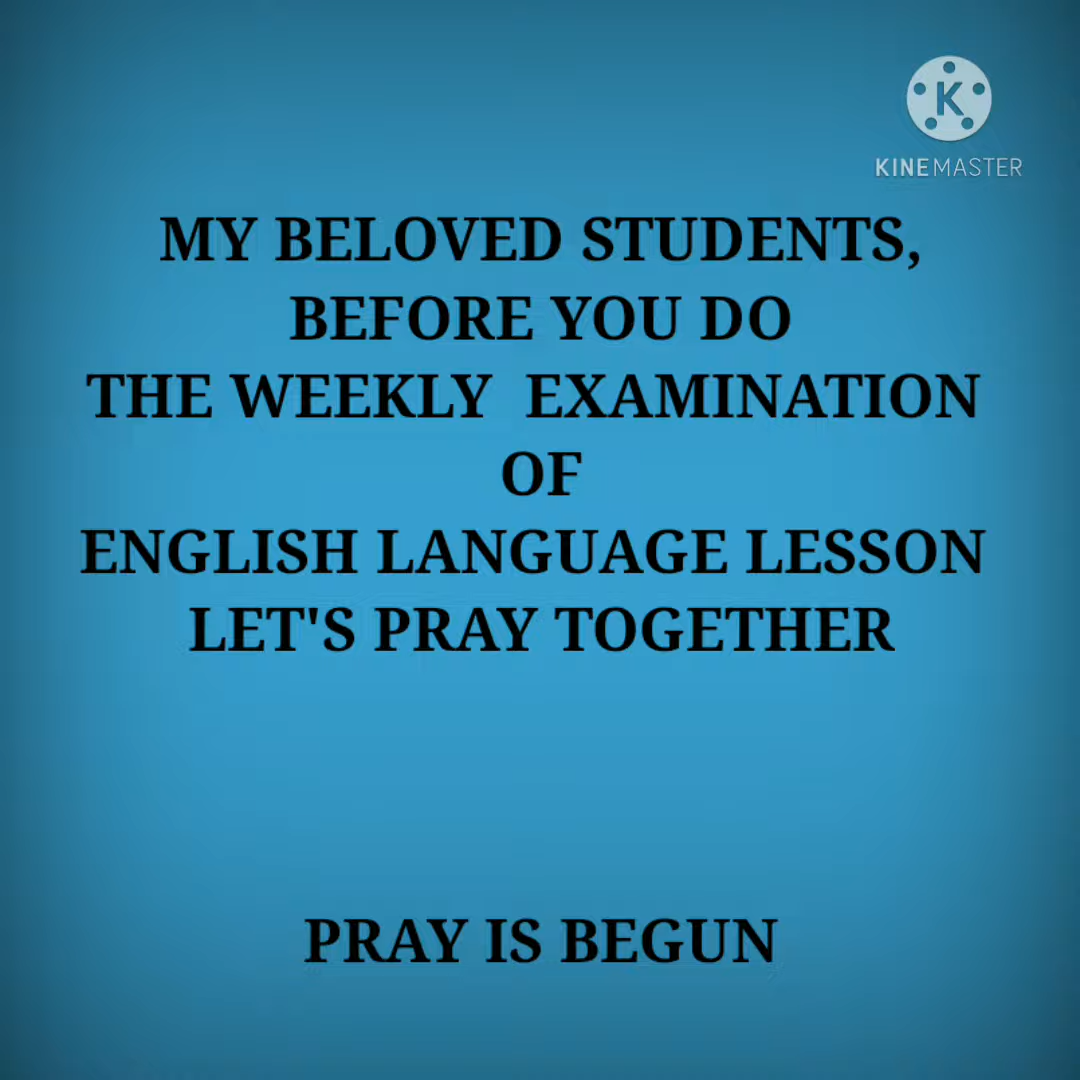 K
KINEMASTER
MY BELOVED STUDENTS,
BEFORE YOU DO
THE WEEKLY EXAMINATION
OF
ENGLISH LANGUAGE LESSON
LET'S PRAY TOGETHER
PRAY IS BEGUN